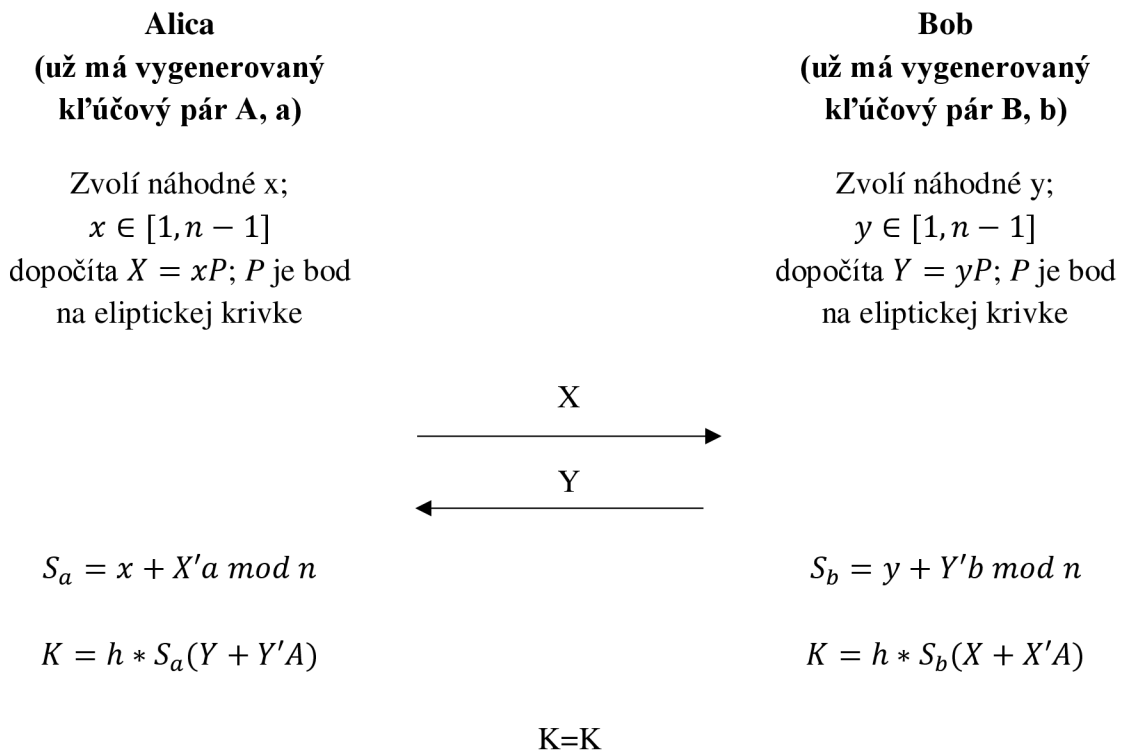 Alica
(už má vygenerovaný
kľúčový pár A, a)
Zvolí náhodné x;
x ∈ [1, n − 1]
dopočíta X = xP; P je bod
na eliptickej krivke
Bob
(už má vygenerovaný
kľúčový pár B, b)
Zvolí náhodné y;
y ∈ [1, n − 1]
dopočíta Y = yP; P je bod
na eliptickej krivke
X
Y
S_a = x + X'a mod n
K = h * S_a(Y + Y'A)
S_b = y + Y'b mod n
K = h * S_b(X + X'A)
K=K